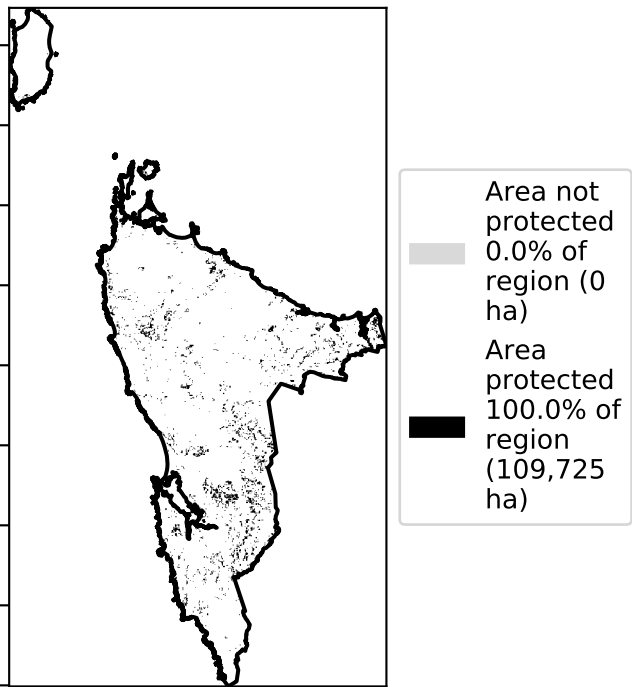 Area not
protected
0.0% of
region (0
ha)
Area
protected
100.0% of
region
(109,725
ha)